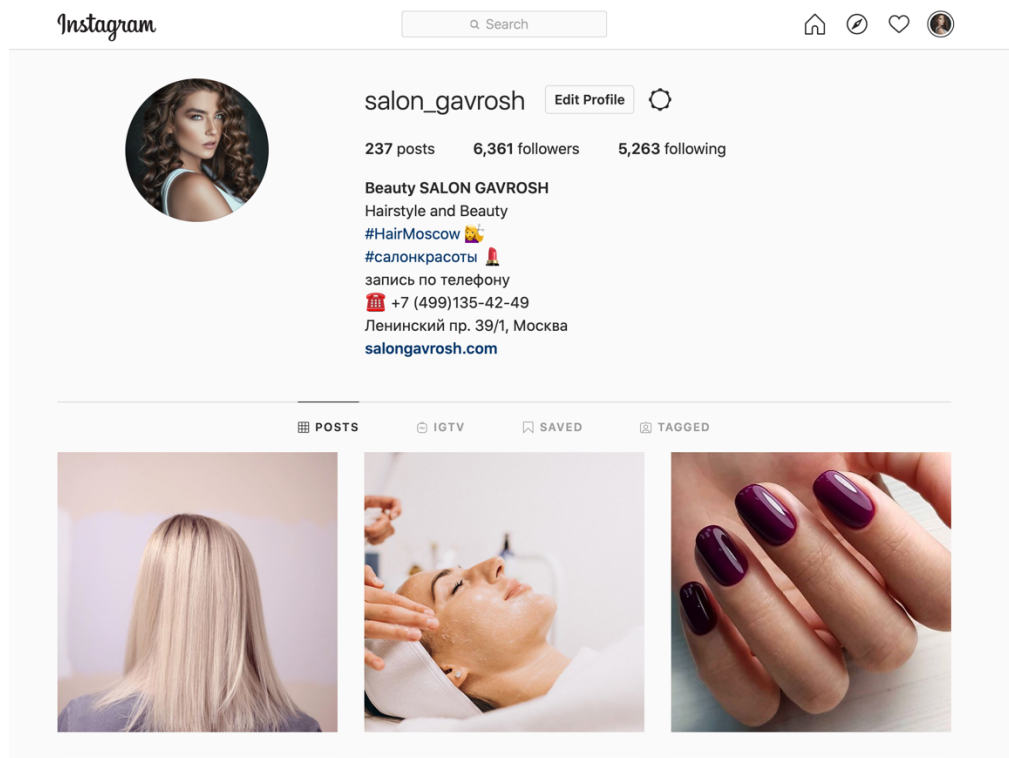 Instagram
Search
salon_gavrosh Edit Profile
237 posts 6,361 followers 5,263 following
Beauty SALON GAVROSH
Hairstyle and Beauty
#HairMoscow 💇‍♀️
#салонкрасоты 💄
запись по телефону
☎️ +7 (499)135-42-49
Ленинский пр. 39/1, Москва
salongavrosh.com
POSTS IGTV SAVED TAGGED